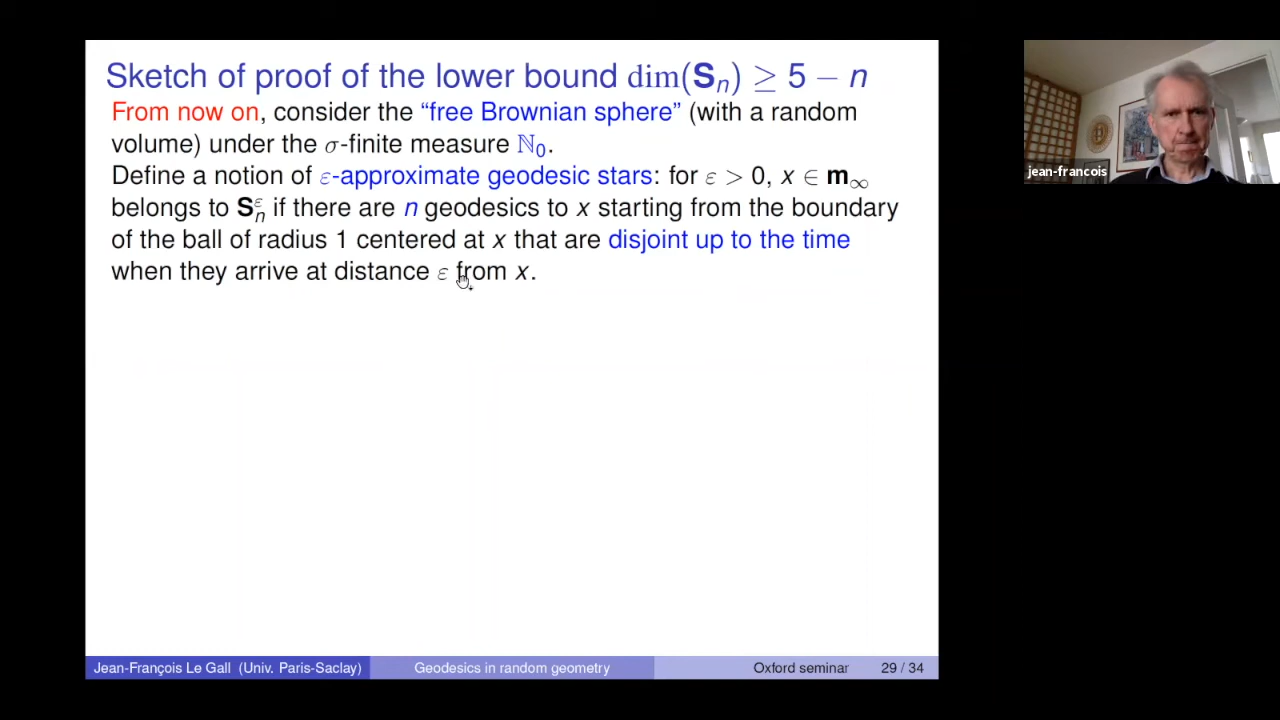 Sketch of proof of the lower bound dim(𝐒ₙ) ≥ 5 − n
From now on, consider the “free Brownian sphere” (with a random
volume) under the σ-finite measure ℕ₀.
Define a notion of ε-approximate geodesic stars: for ε > 0, x ∈ 𝐦∞
belongs to 𝐒ₙ^ε if there are n geodesics to x starting from the boundary
of the ball of radius 1 centered at x that are disjoint up to the time
when they arrive at distance ε from x.
jean-francois
Jean-François Le Gall (Univ. Paris-Saclay) Geodesics in random geometry Oxford seminar 29 / 34